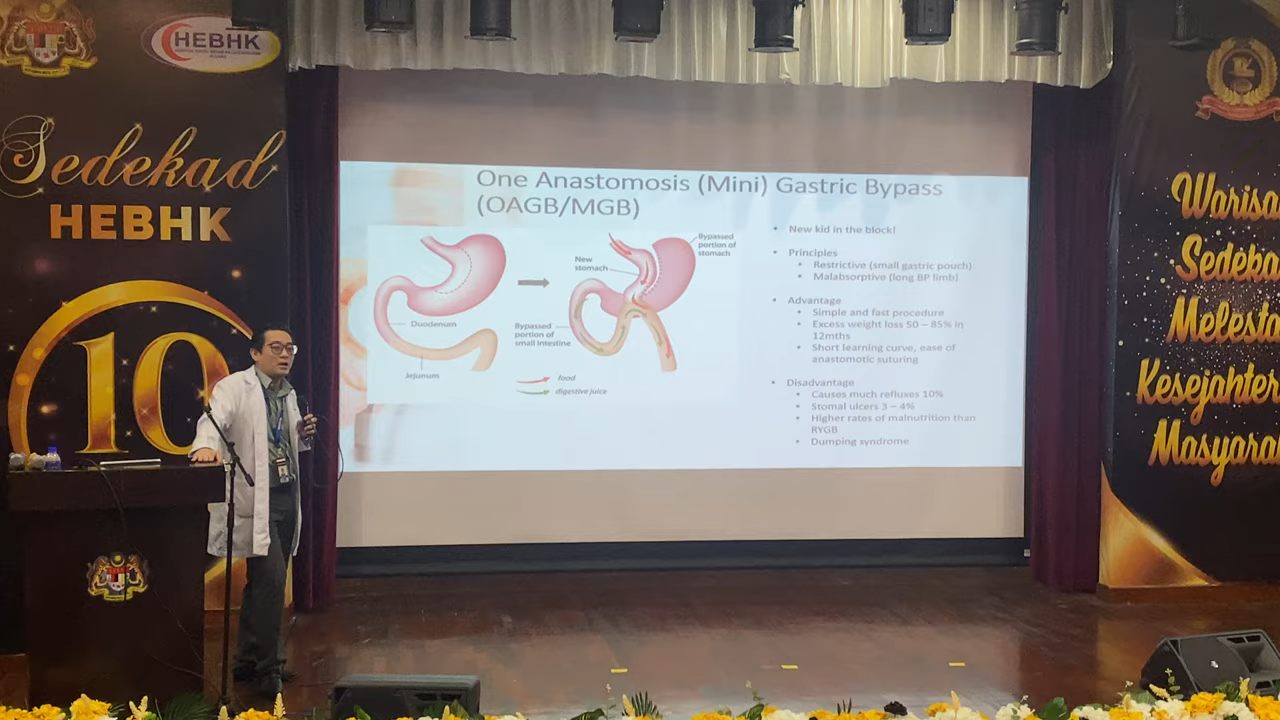 HEBHK
Sedekad
HEBHK
10
One Anastomosis (Mini) Gastric Bypass
(OAGB/MGB)
Duodenum
Jejunum
New
stomach
Bypassed
portion of
stomach
Bypassed
portion of
small intestine
food
digestive juice
• New kid in the block!
• Principles
• Restrictive (small gastric pouch)
• Malabsorptive (long BP limb)
• Advantage
• Simple and fast procedure
• Excess weight loss 50 – 85% in
12mths
• Short learning curve, ease of
anastomotic suturing
• Disadvantage
• Causes much refluxes 10%
• Stomal ulcers 3 – 4%
• Higher rates of malnutrition than
RYGB
• Dumping syndrome
Warisa
Sedeka
Melesta
Kesejahter
Masyara